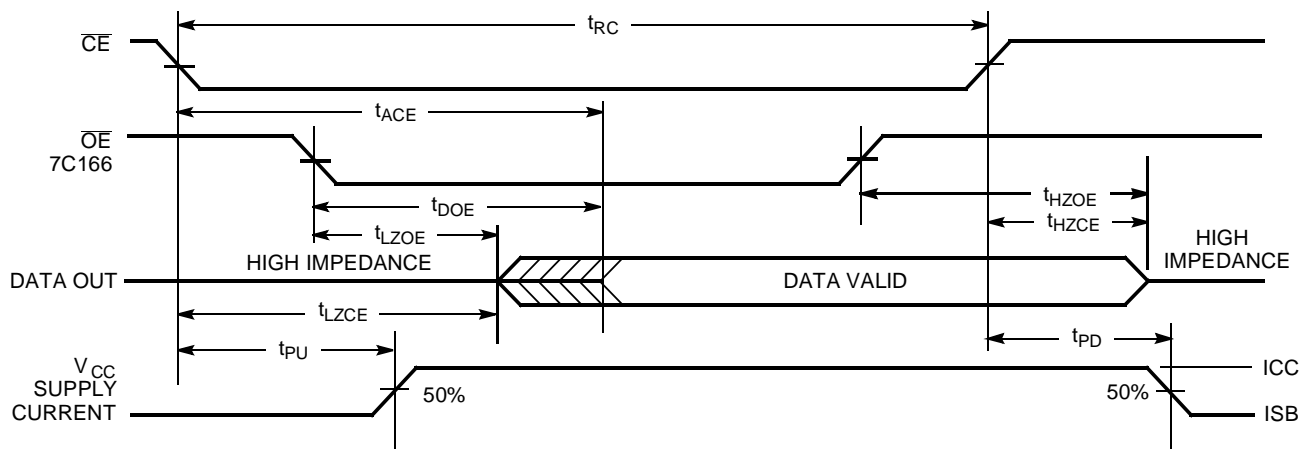 tRC
CE
tACE
OE
7C166
tHZOE
tDOE
tHZCE
tLZOE
HIGH IMPEDANCE
HIGH
IMPEDANCE
DATA OUT
DATA VALID
tLZCE
tPU
tPD
VCC
SUPPLY
CURRENT
50%
50%
ICC
ISB